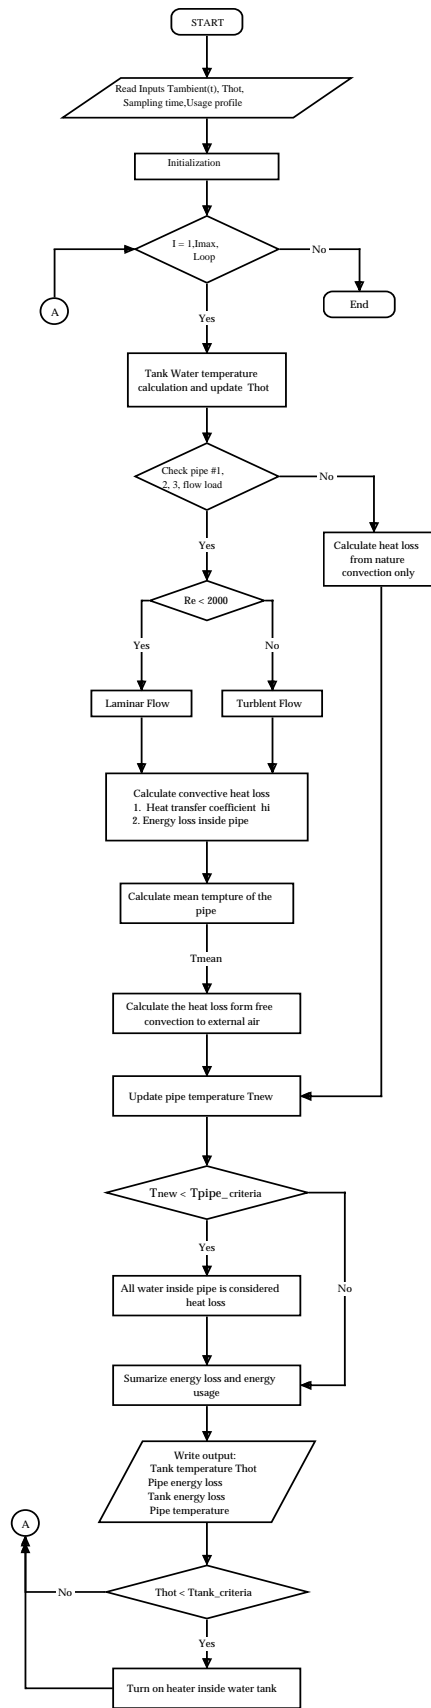 START
Read Inputs Tambient(t), Thot,
Sampling time,Usage profile
Initialization
I = 1,Imax,
Loop
No
End
A
Yes
Tank Water temperature
calculation and update Thot
Check pipe #1,
2, 3, flow load
No
Yes
Calculate heat loss
from nature
convection only
Re < 2000
Yes
No
Laminar Flow
Turblent Flow
Calculate convective heat loss
1. Heat transfer coefficient hi
2. Energy loss inside pipe
Calculate mean tempture of the
pipe
Tmean
Calculate the heat loss form free
convection to external air
Update pipe temperature Tnew
Tnew < Tpipe_criteria
Yes
No
All water inside pipe is considered
heat loss
Sumarize energy loss and energy
usage
Write output:
Tank temperature Thot
Pipe energy loss
Tank energy loss
Pipe temperature
A
No
Thot < Ttank_criteria
Yes
Turn on heater inside water tank